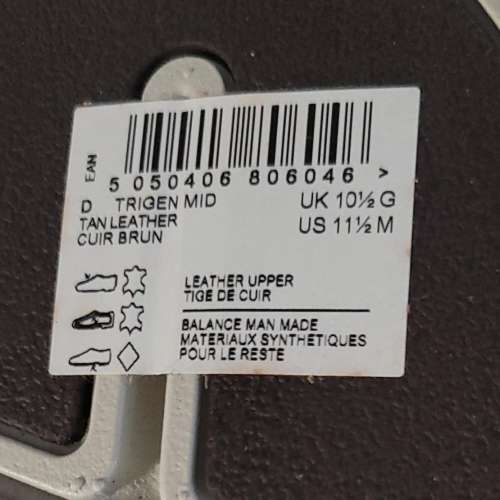 EAN
5 050406 806046 >
D TRIGEN MID UK 10½ G
TAN LEATHER US 11½ M
CUIR BRUN
LEATHER UPPER
TIGE DE CUIR
BALANCE MAN MADE
MATERIAUX SYNTHETIQUES
POUR LE RESTE